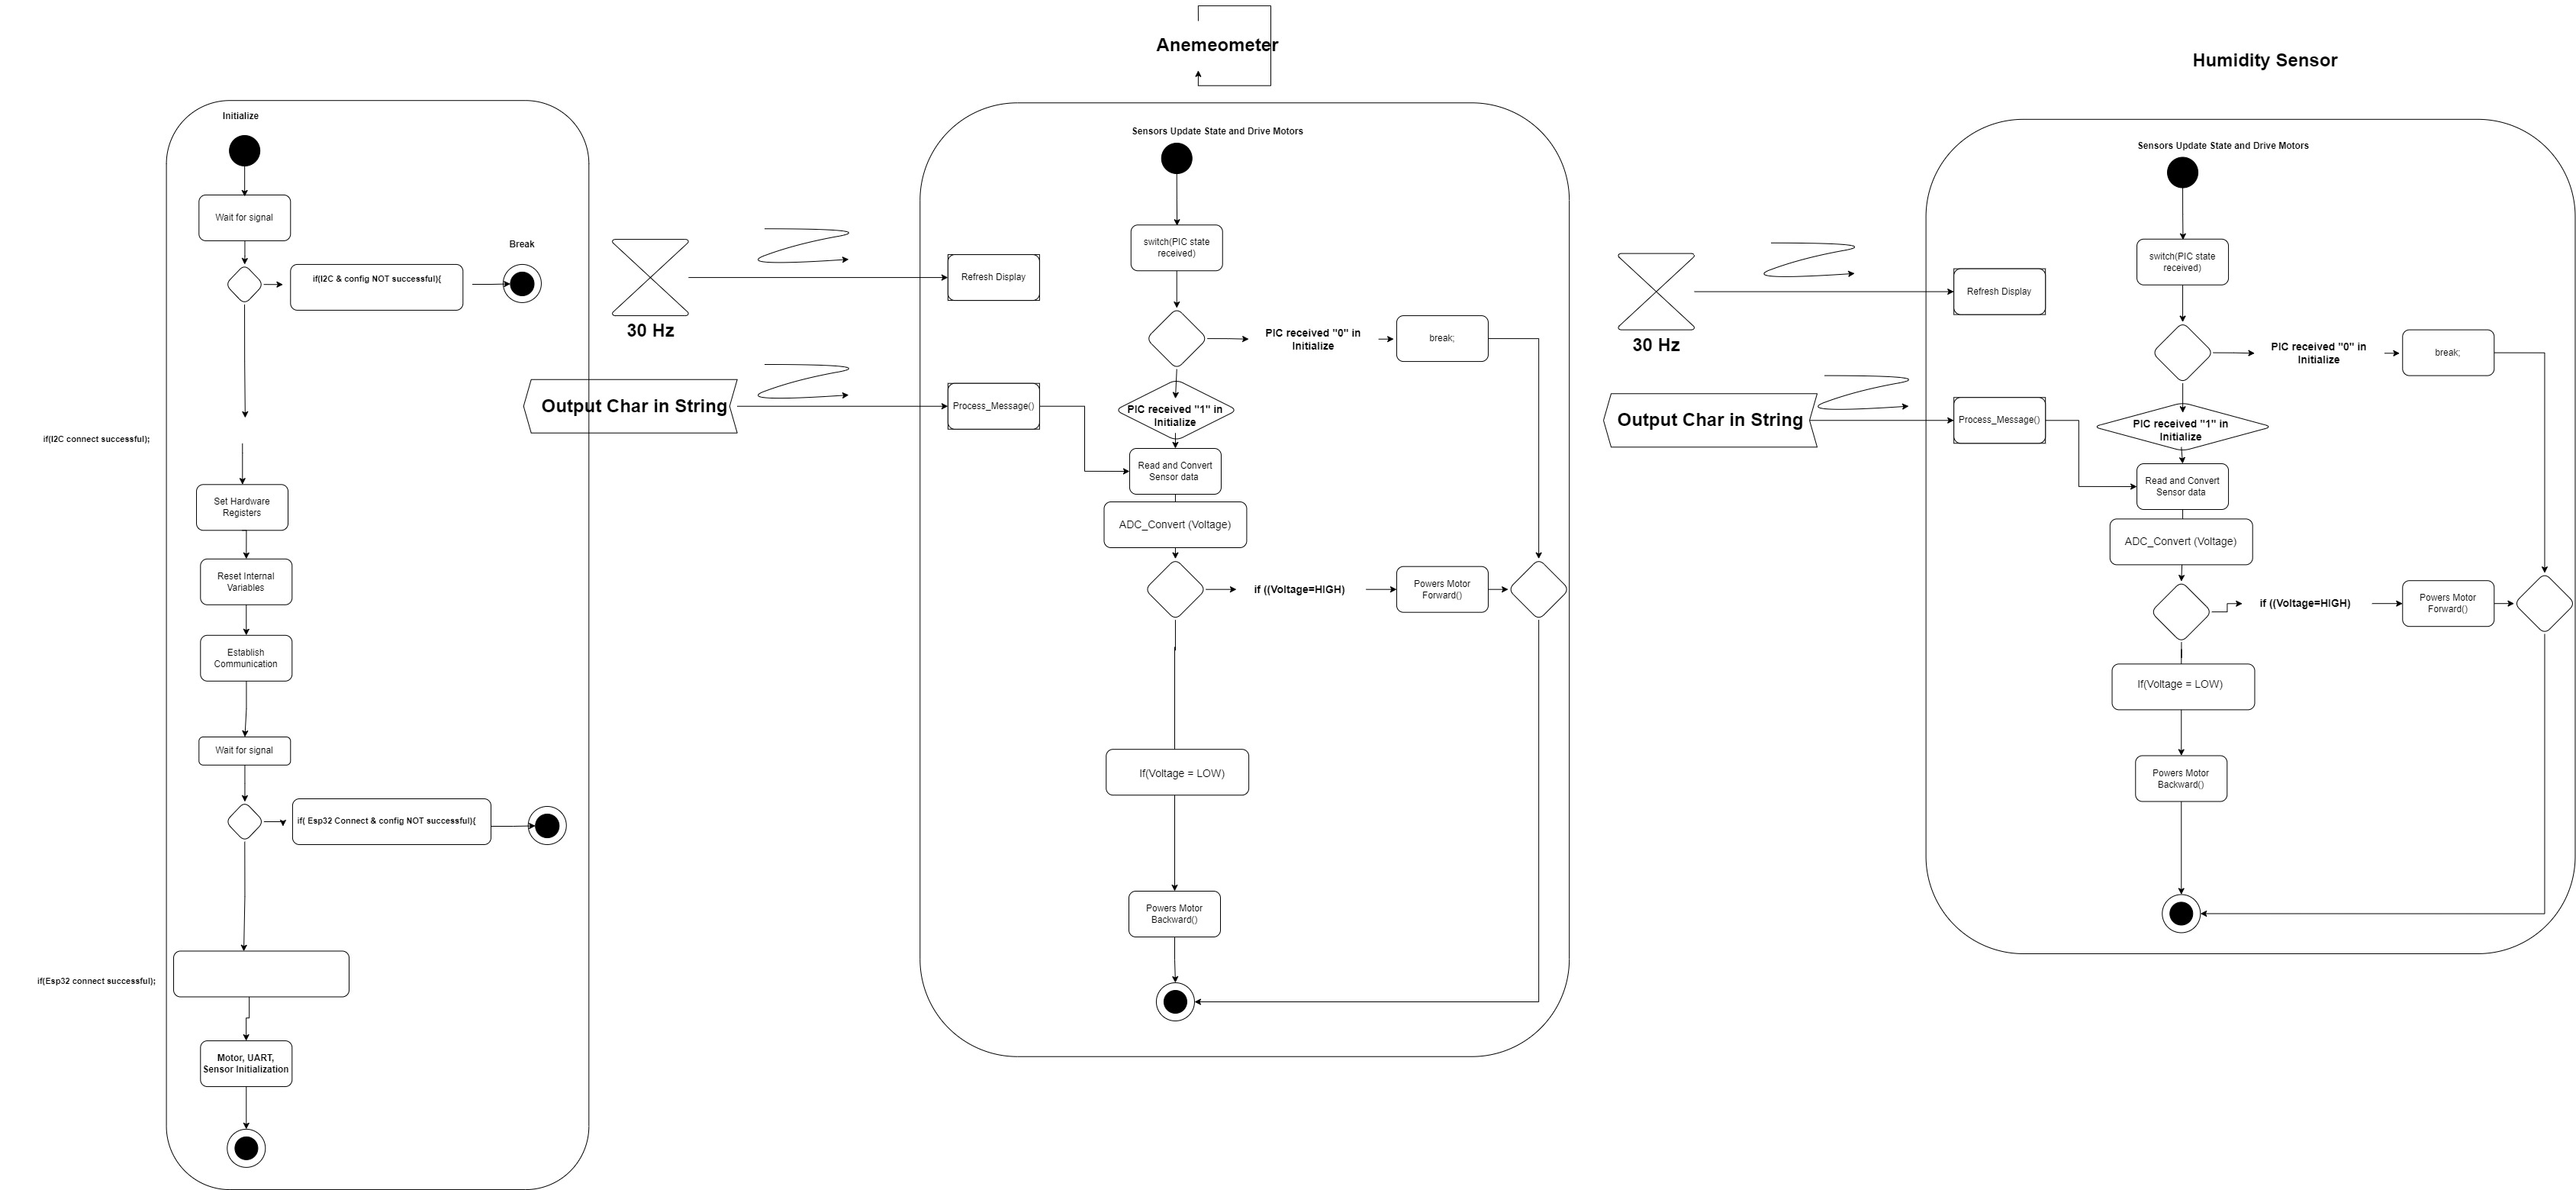 Initialize
Wait for signal
Break
if(I2C & config NOT successful){
if(I2C connect successful);
Set Hardware
Registers
Reset Internal
Variables
Establish
Communication
Wait for signal
if( Esp32 Connect & config NOT successful){
if(Esp32 connect successful);
Motor, UART,
Sensor Initialization
30 Hz
Output Char in String
Anemeometer
Sensors Update State and Drive Motors
switch(PIC state
received)
Refresh Display
PIC received "0" in
Initialize
break;
Process_Message()
PIC received "1" in
Initialize
Read and Convert
Sensor data
ADC_Convert (Voltage)
if ((Voltage=HIGH)
Powers Motor
Forward()
If(Voltage = LOW)
Powers Motor
Backward()
30 Hz
Output Char in String
Humidity Sensor
Sensors Update State and Drive Motors
switch(PIC state
received)
Refresh Display
PIC received "0" in
Initialize
break;
Process_Message()
PIC received "1" in
Initialize
Read and Convert
Sensor data
ADC_Convert (Voltage)
if ((Voltage=HIGH)
Powers Motor
Forward()
If(Voltage = LOW)
Powers Motor
Backward()